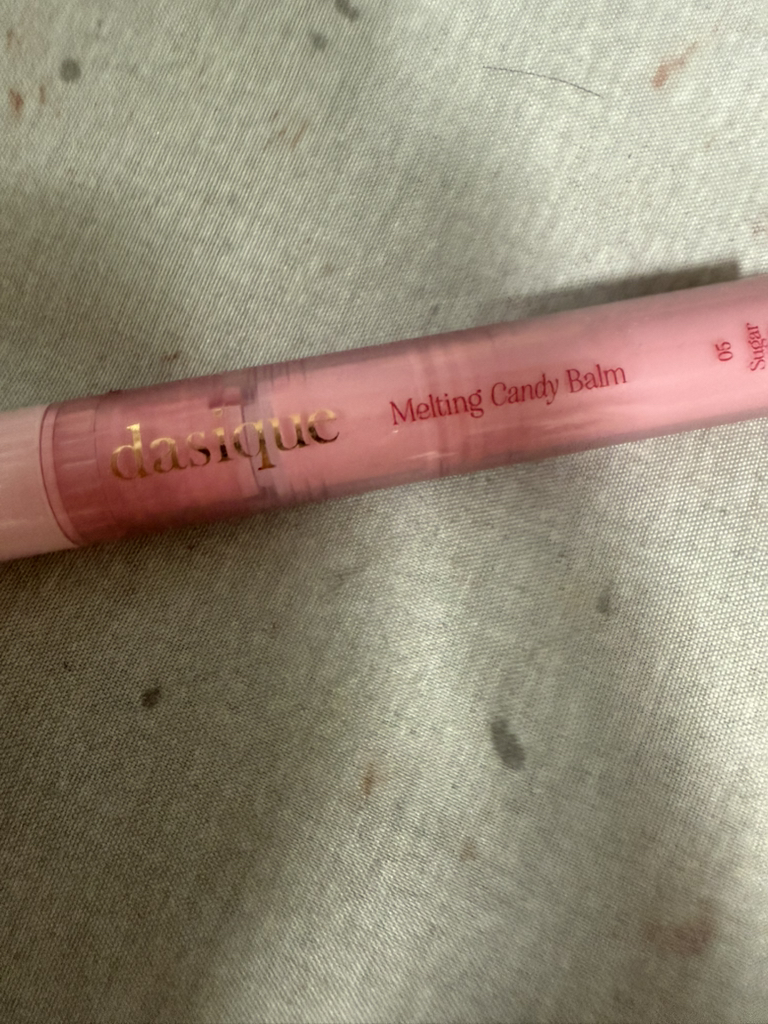 dasique
Melting Candy Balm
05
Sugar